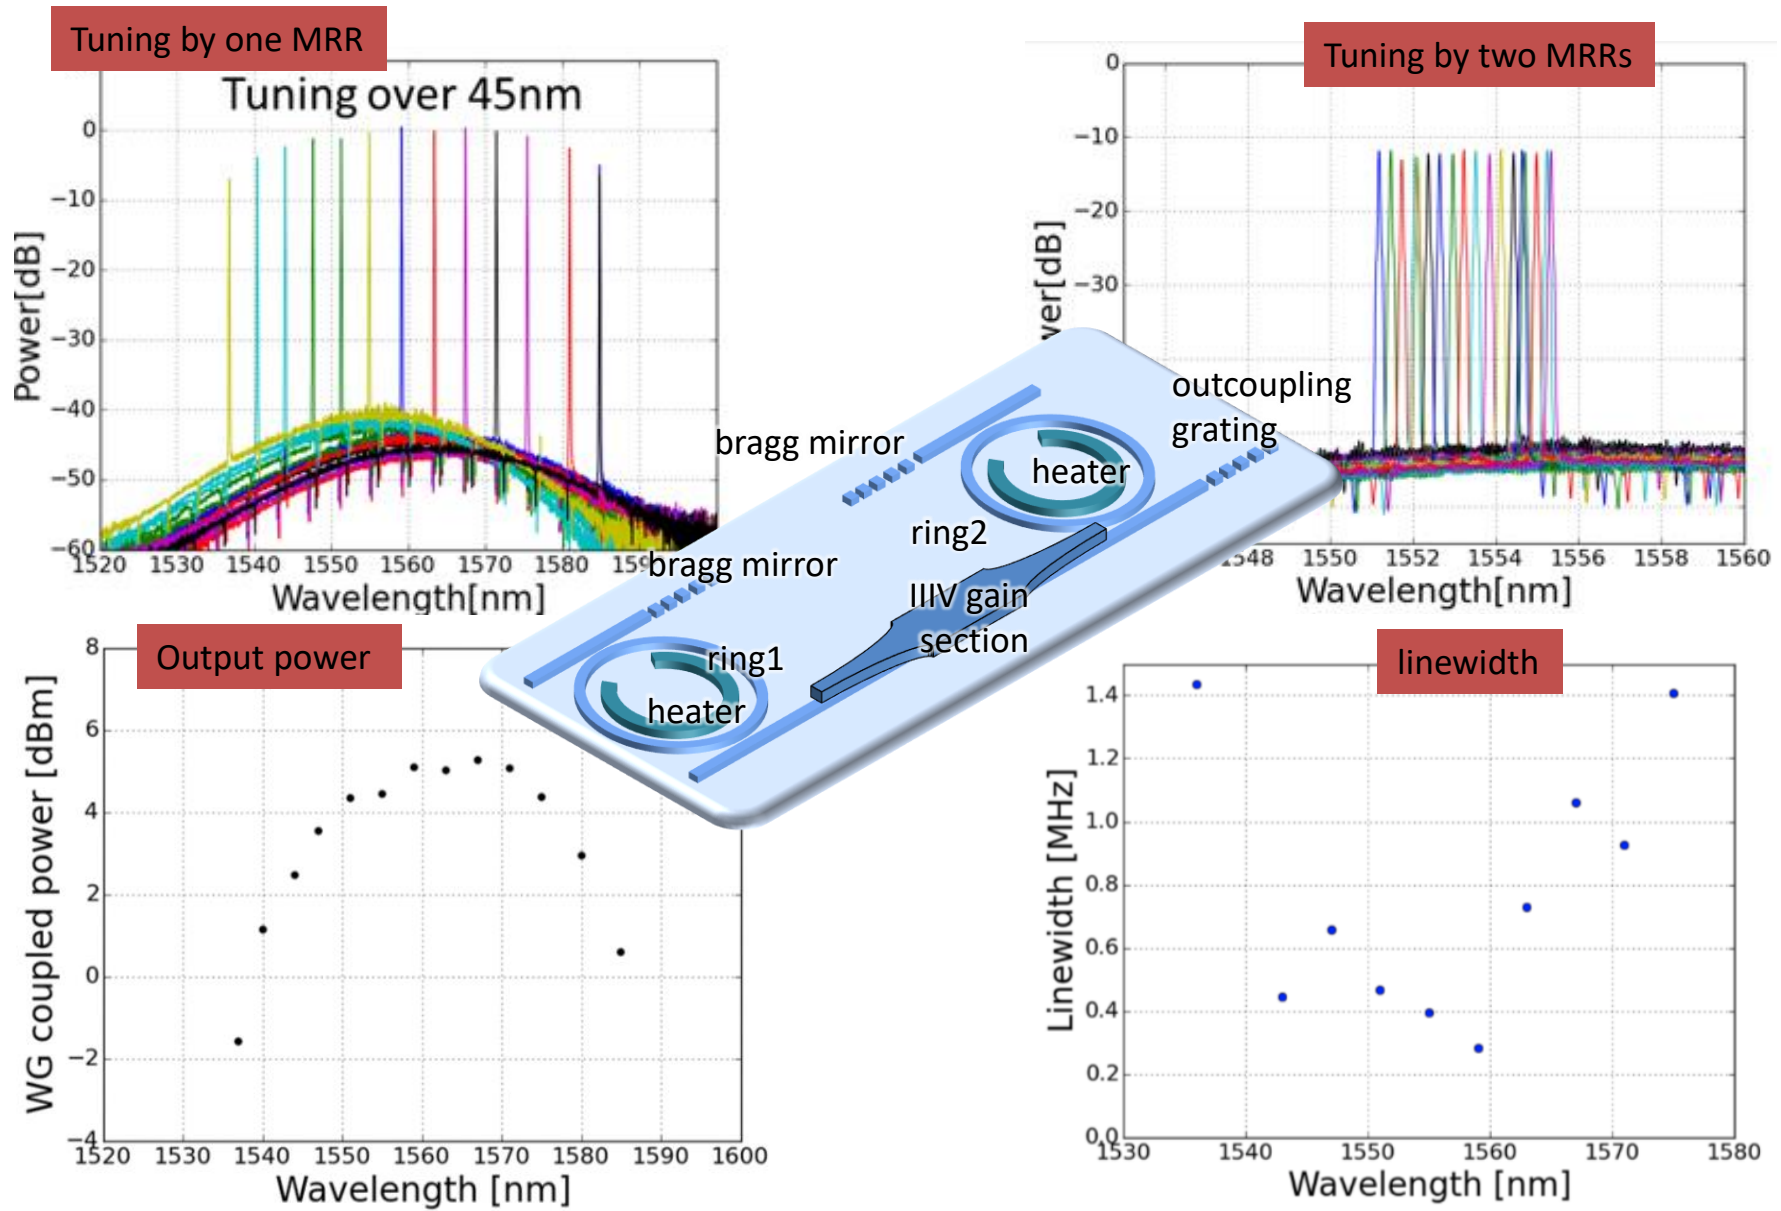 Tuning by one MRR
Tuning over 45nm
0
−10
−20
−30
−40
−50
−60
Power[dB]
1520
1530
1540
1550
1560
1570
1580
Wavelength[nm]
Tuning by two MRRs
0
−10
−20
−30
1548
1550
1552
1554
1556
1558
1560
Wavelength[nm]
outcoupling
grating
bragg mirror
heater
ring2
bragg mirror
IIIV gain
section
ring1
heater
Output power
8
6
4
2
0
−2
−4
WG coupled power [dBm]
1520
1530
1540
1550
1560
1570
1580
1590
1600
Wavelength [nm]
linewidth
1.4
1.2
1.0
0.8
0.6
0.4
0.2
0.0
Linewidth [MHz]
1530
1540
1550
1560
1570
1580
Wavelength [nm]